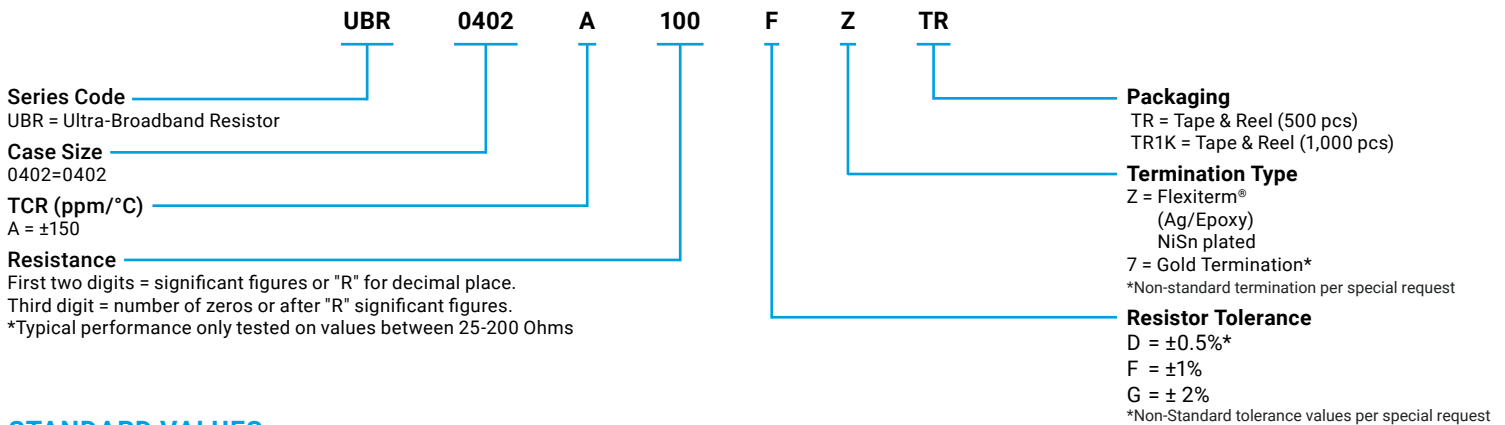 UBR 0402 A 100 F Z TR
Series Code
UBR = Ultra-Broadband Resistor
Case Size
0402=0402
TCR (ppm/°C)
A = ±150
Resistance
First two digits = significant figures or "R" for decimal place.
Third digit = number of zeros or after "R" significant figures.
*Typical performance only tested on values between 25-200 Ohms
Packaging
TR = Tape & Reel (500 pcs)
TR1K = Tape & Reel (1,000 pcs)
Termination Type
Z = Flexiterm®
(Ag/Epoxy)
NiSn plated
7 = Gold Termination*
*Non-standard termination per special request
Resistor Tolerance
D = ±0.5%*
F = ±1%
G = ± 2%
*Non-Standard tolerance values per special request
STANDARD VALUES